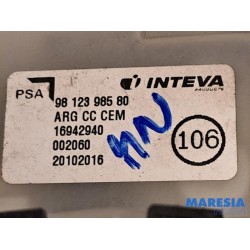 PSA
INTEVA
PRODUCTS
98 123 985 80
ARG CC CEM
16942940
002060
20102016
106
MARESIA